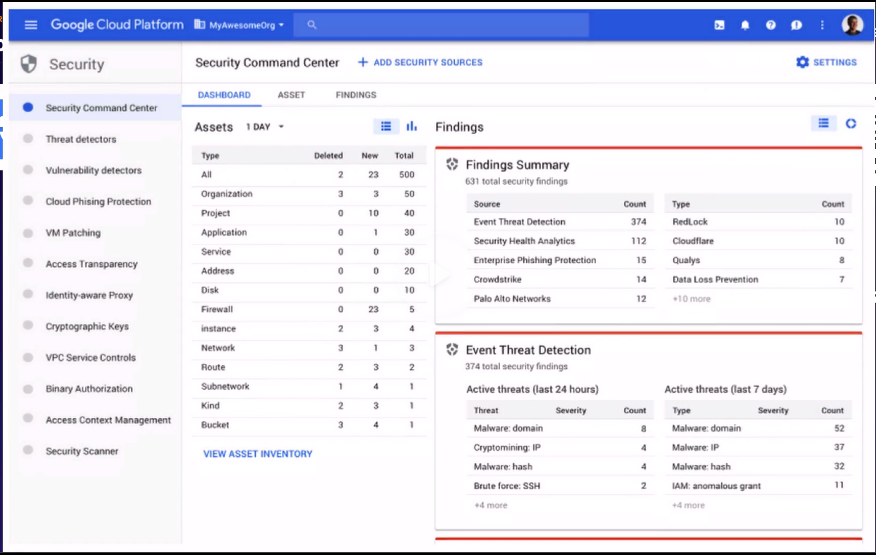 Google Cloud Platform MyAwesomeOrg
Security
Security Command Center + ADD SECURITY SOURCES SETTINGS
Security Command Center
Threat detectors
Vulnerability detectors
Cloud Phising Protection
VM Patching
Access Transparency
Identity-aware Proxy
Cryptographic Keys
VPC Service Controls
Binary Authorization
Access Context Management
Security Scanner
DASHBOARD ASSET FINDINGS
Assets 1 DAY
Type Deleted New Total
All 2 23 500
Organization 3 3 50
Project 0 10 40
Application 0 1 30
Service 0 0 30
Address 0 0 20
Disk 0 0 10
Firewall 0 23 5
instance 2 3 4
Network 3 1 3
Route 2 3 2
Subnetwork 1 4 1
Kind 2 3 1
Bucket 3 4 1
VIEW ASSET INVENTORY
Findings
Findings Summary
631 total security findings
Source Count
Event Threat Detection 374
Security Health Analytics 112
Enterprise Phishing Protection 15
Crowdstrike 14
Palo Alto Networks 12
Type Count
RedLock 10
Cloudflare 10
Qualys 8
Data Loss Prevention 7
+10 more
Event Threat Detection
374 total security findings
Active threats (last 24 hours)
Threat Severity Count
Malware: domain 8
Cryptomining: IP 4
Malware: hash 4
Brute force: SSH 2
+4 more
Active threats (last 7 days)
Type Severity Count
Malware: domain 52
Malware: IP 37
Malware: hash 32
IAM: anomalous grant 11
+4 more